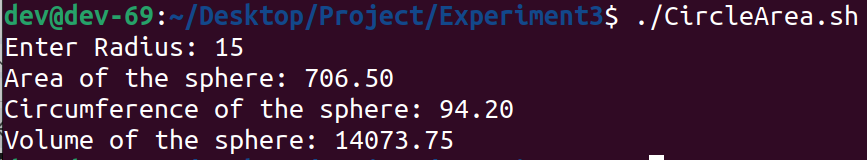 dev@dev-69:~/Desktop/Project/Experiment3$ ./CircleArea.sh
Enter Radius: 15
Area of the sphere: 706.50
Circumference of the sphere: 94.20
Volume of the sphere: 14073.75